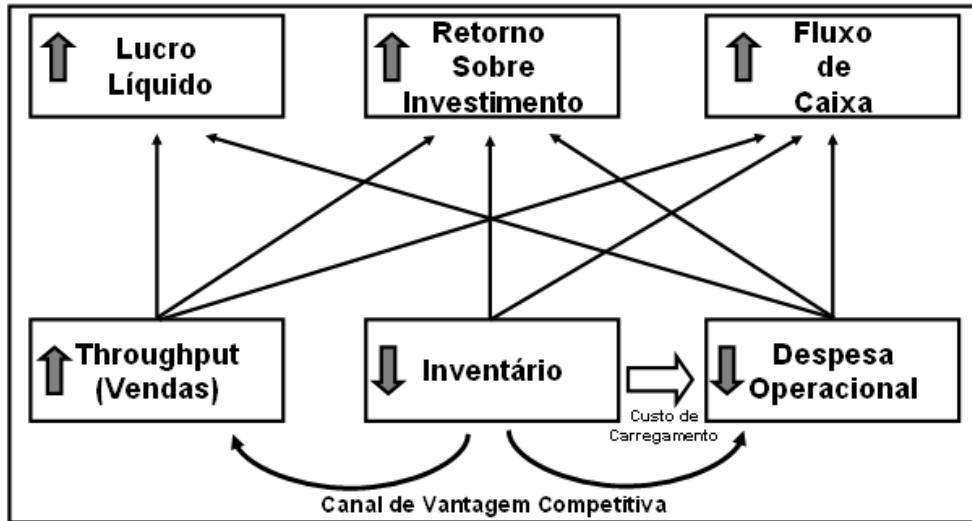 Lucro
Líquido
Retorno
Sobre
Investimento
Fluxo
de
Caixa
Throughput
(Vendas)
Inventário
Despesa
Operacional
Custo de
Carregamento
Canal de Vantagem Competitiva